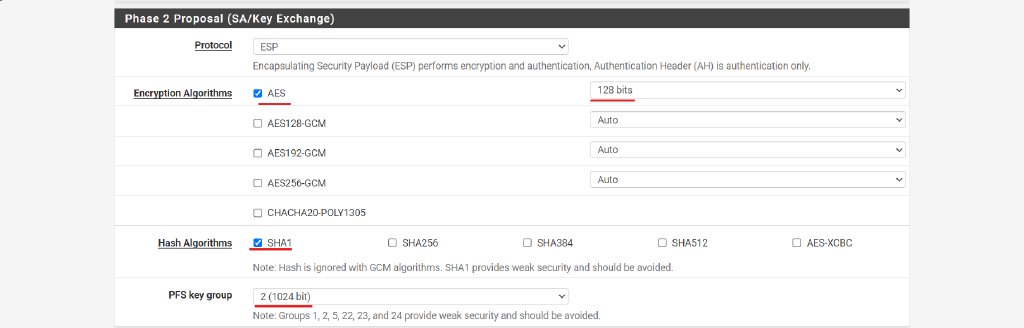 Phase 2 Proposal (SA/Key Exchange)
Protocol ESP
Encapsulating Security Payload (ESP) performs encryption and authentication, Authentication Header (AH) is authentication only.
Encryption Algorithms AES 128 bits
AES128-GCM Auto
AES192-GCM Auto
AES256-GCM Auto
CHACHA20-POLY1305
Hash Algorithms SHA1 SHA256 SHA384 SHA512 AES-XCBC
Note: Hash is ignored with GCM algorithms. SHA1 provides weak security and should be avoided.
PFS key group 2 (1024 bit)
Note: Groups 1, 2, 5, 22, 23, and 24 provide weak security and should be avoided.